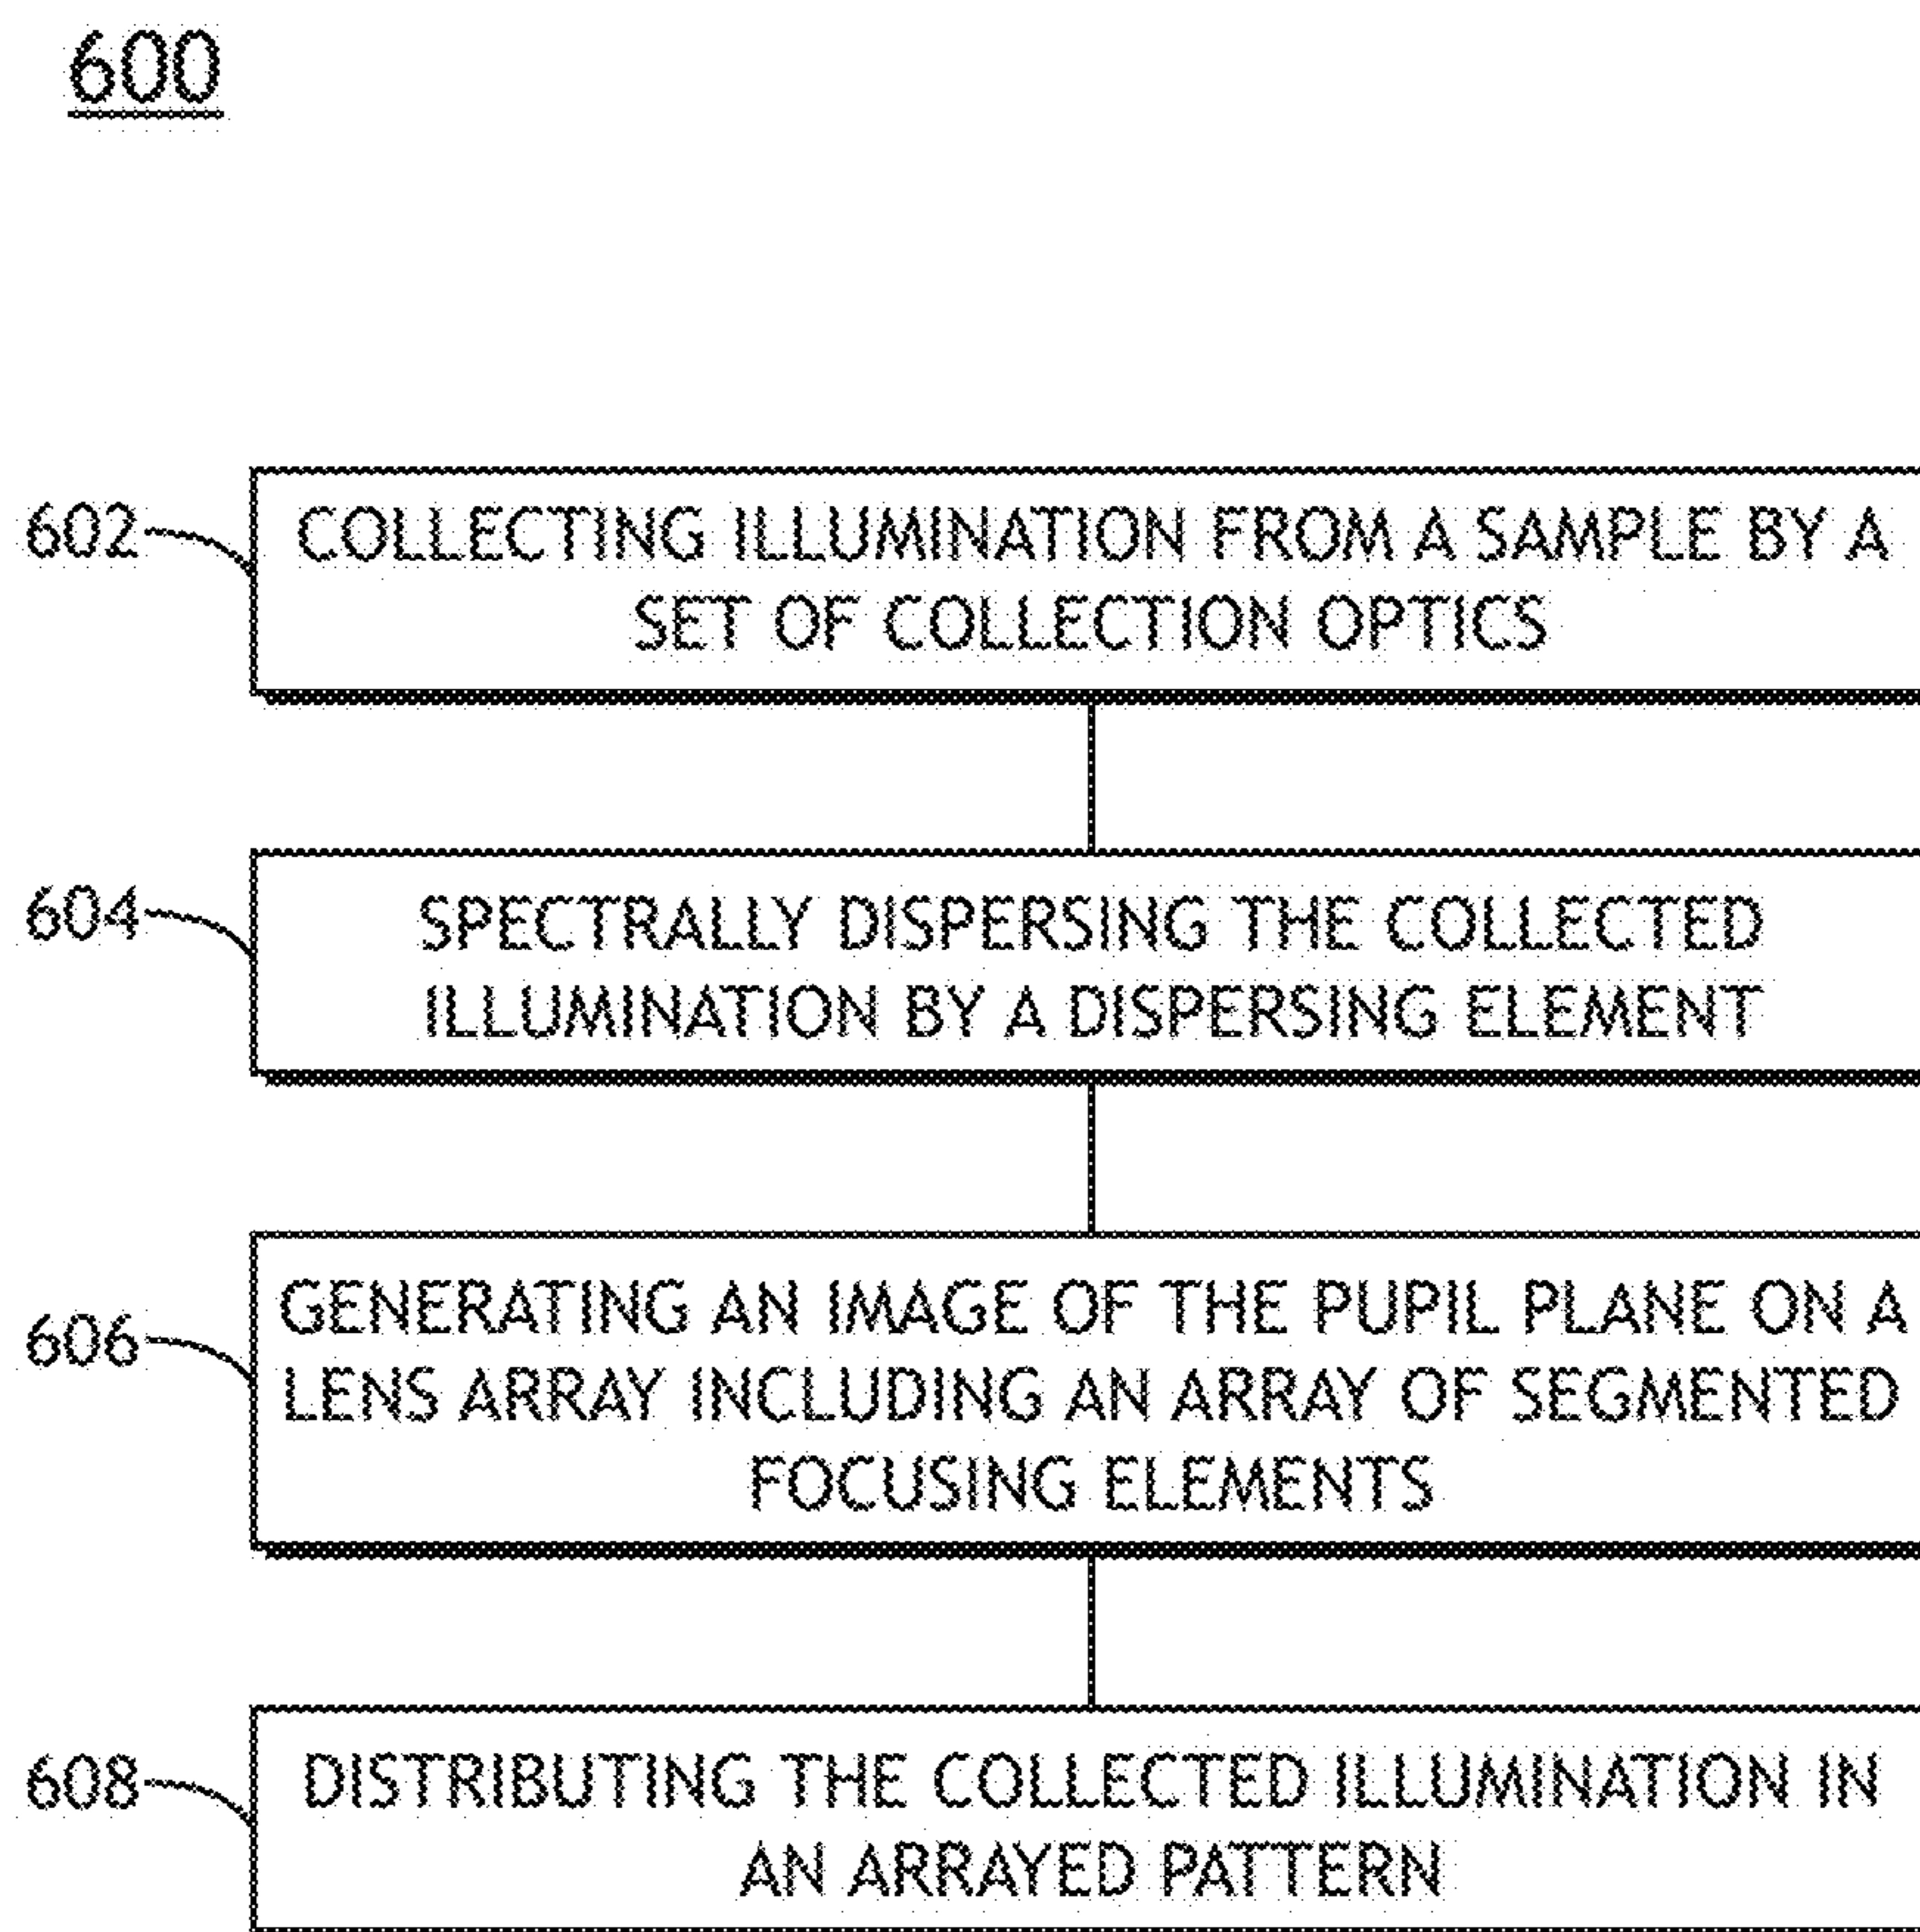 600
602
COLLECTING ILLUMINATION FROM A SAMPLE BY A
SET OF COLLECTION OPTICS
604
SPECTRALLY DISPERSING THE COLLECTED
ILLUMINATION BY A DISPERSING ELEMENT
606
GENERATING AN IMAGE OF THE PUPIL PLANE ON A
LENS ARRAY INCLUDING AN ARRAY OF SEGMENTED
FOCUSING ELEMENTS
608
DISTRIBUTING THE COLLECTED ILLUMINATION IN
AN ARRAYED PATTERN